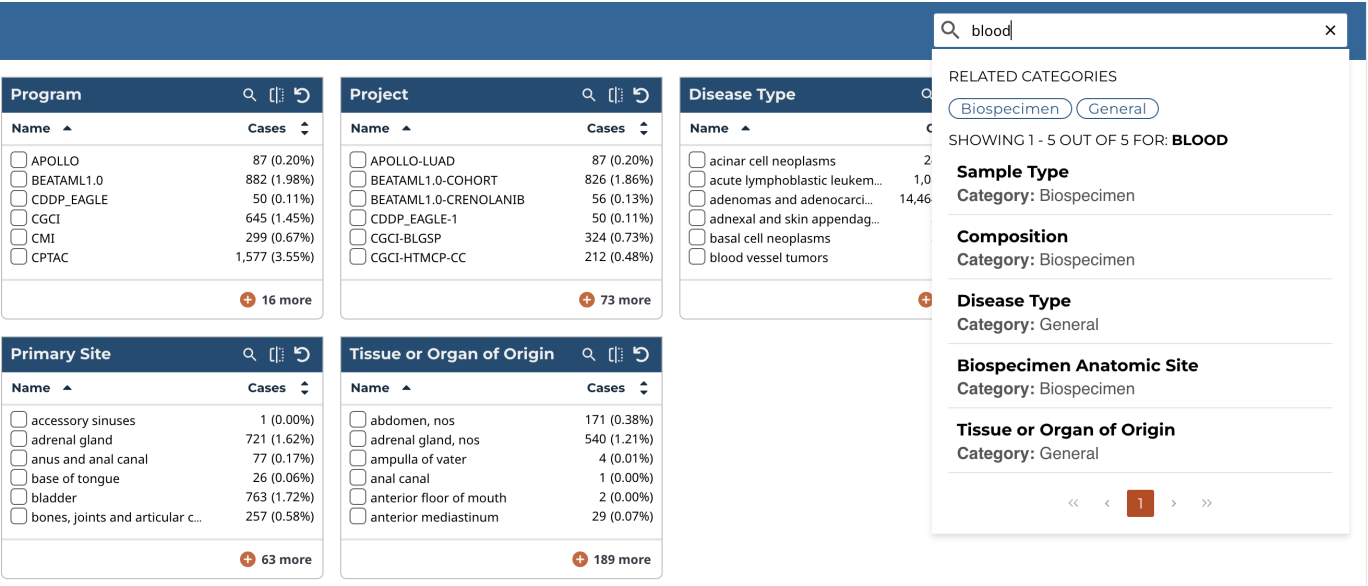 blood
RELATED CATEGORIES
Biospecimen General
SHOWING 1 - 5 OUT OF 5 FOR: BLOOD
Sample Type
Category: Biospecimen
Composition
Category: Biospecimen
Disease Type
Category: General
Biospecimen Anatomic Site
Category: Biospecimen
Tissue or Organ of Origin
Category: General
1
Program
Name Cases
APOLLO 87 (0.20%)
BEATAML1.0 882 (1.98%)
CDDP_EAGLE 50 (0.11%)
CGCI 645 (1.45%)
CMI 299 (0.67%)
CPTAC 1,577 (3.55%)
16 more
Project
Name Cases
APOLLO-LUAD 87 (0.20%)
BEATAML1.0-COHORT 826 (1.86%)
BEATAML1.0-CRENOLANIB 56 (0.13%)
CDDP_EAGLE-1 50 (0.11%)
CGCI-BLGSP 324 (0.73%)
CGCI-HTMCP-CC 212 (0.48%)
73 more
Disease Type
Name
acinar cell neoplasms
acute lymphoblastic leukem... 1,0
adenomas and adenocarci... 14,46
adnexal and skin appendag...
basal cell neoplasms
blood vessel tumors
Primary Site
Name Cases
accessory sinuses 1 (0.00%)
adrenal gland 721 (1.62%)
anus and anal canal 77 (0.17%)
base of tongue 26 (0.06%)
bladder 763 (1.72%)
bones, joints and articular c... 257 (0.58%)
63 more
Tissue or Organ of Origin
Name Cases
abdomen, nos 171 (0.38%)
adrenal gland, nos 540 (1.21%)
ampulla of vater 4 (0.01%)
anal canal 1 (0.00%)
anterior floor of mouth 2 (0.00%)
anterior mediastinum 29 (0.07%)
189 more